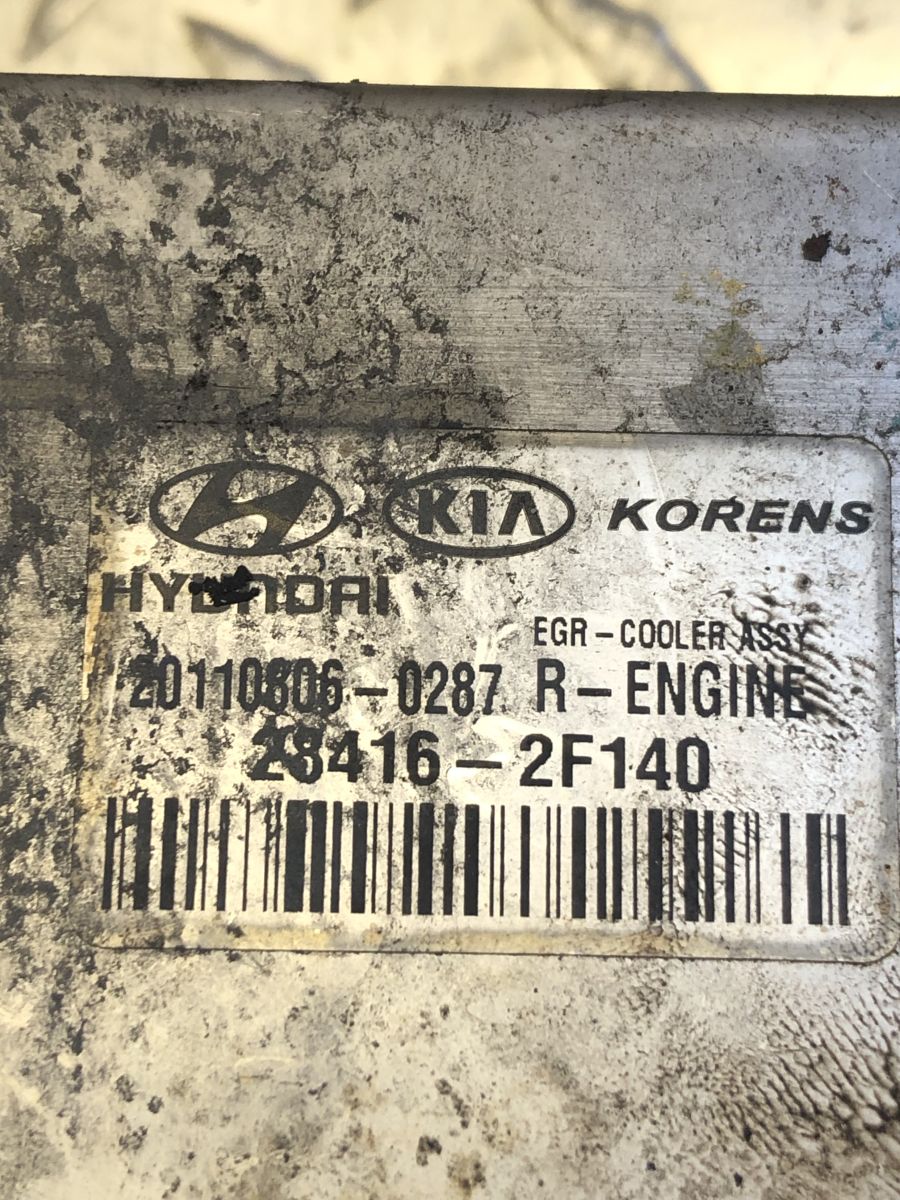 KIA KORENS
HYUNDAI
EGR-COOLER ASSY
20110806-0287 R-ENGINE
28416-2F140